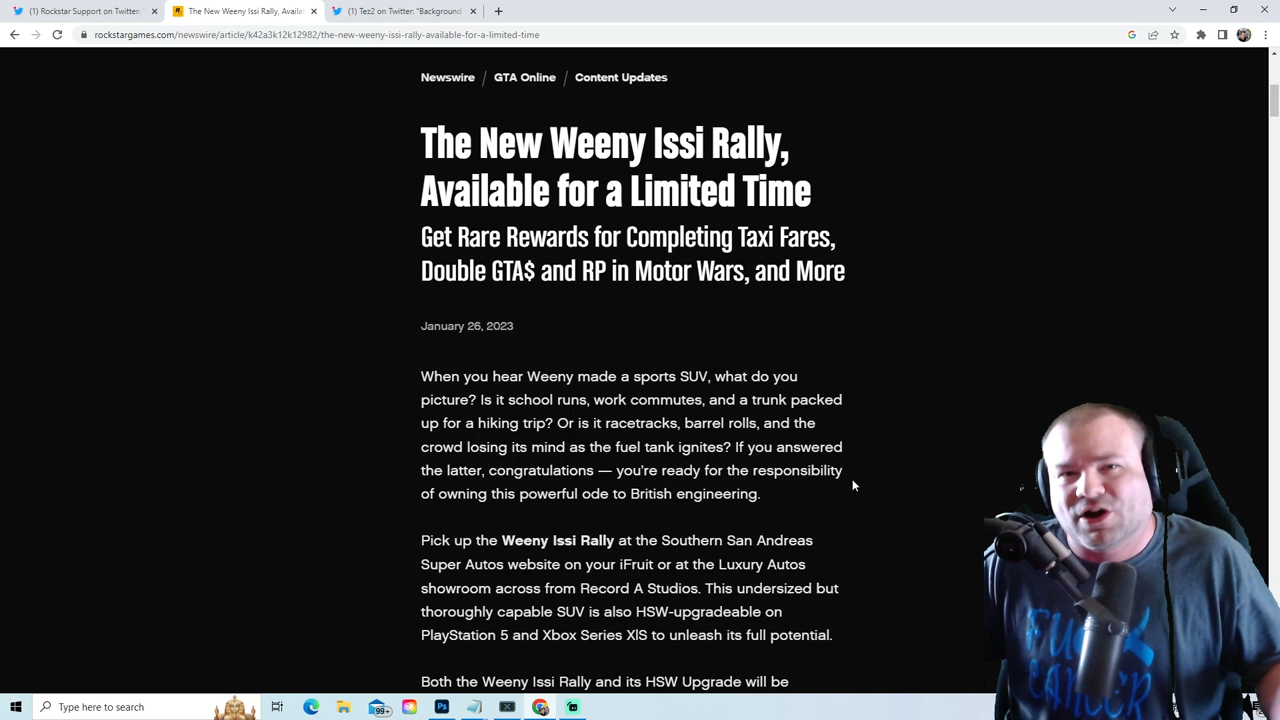 (1) Rockstar Support on Twitter: "
The New Weeny Issi Rally, Availa
(1) Tez2 on Twitter: "Background
rockstargames.com/newswire/article/k42a3k12k12982/the-new-weeny-issi-rally-available-for-a-limited-time
Newswire / GTA Online / Content Updates
The New Weeny Issi Rally,
Available for a Limited Time
Get Rare Rewards for Completing Taxi Fares,
Double GTA$ and RP in Motor Wars, and More
January 26, 2023
When you hear Weeny made a sports SUV, what do you
picture? Is it school runs, work commutes, and a trunk packed
up for a hiking trip? Or is it racetracks, barrel rolls, and the
crowd losing its mind as the fuel tank ignites? If you answered
the latter, congratulations — you're ready for the responsibility
of owning this powerful ode to British engineering.
Pick up the Weeny Issi Rally at the Southern San Andreas
Super Autos website on your iFruit or at the Luxury Autos
showroom across from Record A Studios. This undersized but
thoroughly capable SUV is also HSW-upgradeable on
PlayStation 5 and Xbox Series X|S to unleash its full potential.
Both the Weeny Issi Rally and its HSW Upgrade will be
CANCER
Type here to search
99+
Ps